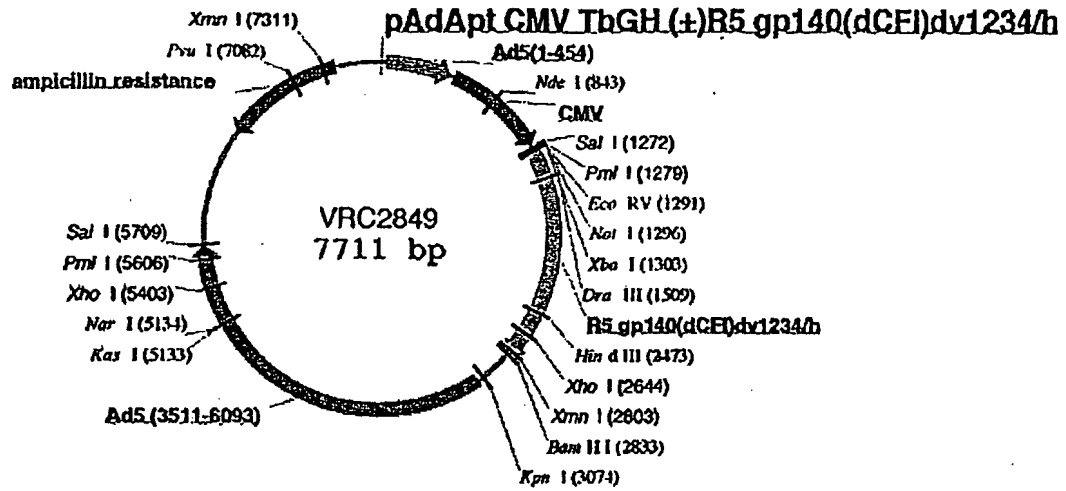 pAdApt CMV TbGH (±)R5 gp140(dCFI)dv1234/h
Xmn I (7311)
Pvu I (7082)
ampicillin resistance
Ad5(1-454)
Nde I (843)
CMV
Sal I (1272)
Pml I (1279)
Eco RV (1291)
Not I (1296)
Xba I (1303)
Dra III (1509)
R5 gp140(dCFI)dv1234/h
Hin d III (2473)
Xho I (2644)
Xmn I (2803)
Bam H I (2833)
Kpn I (3074)
VRC2849
7711 bp
Sal I (5709)
Pml I (5606)
Xho I (5403)
Nar I (5134)
Kas I (5133)
Ad5 (3511-6093)